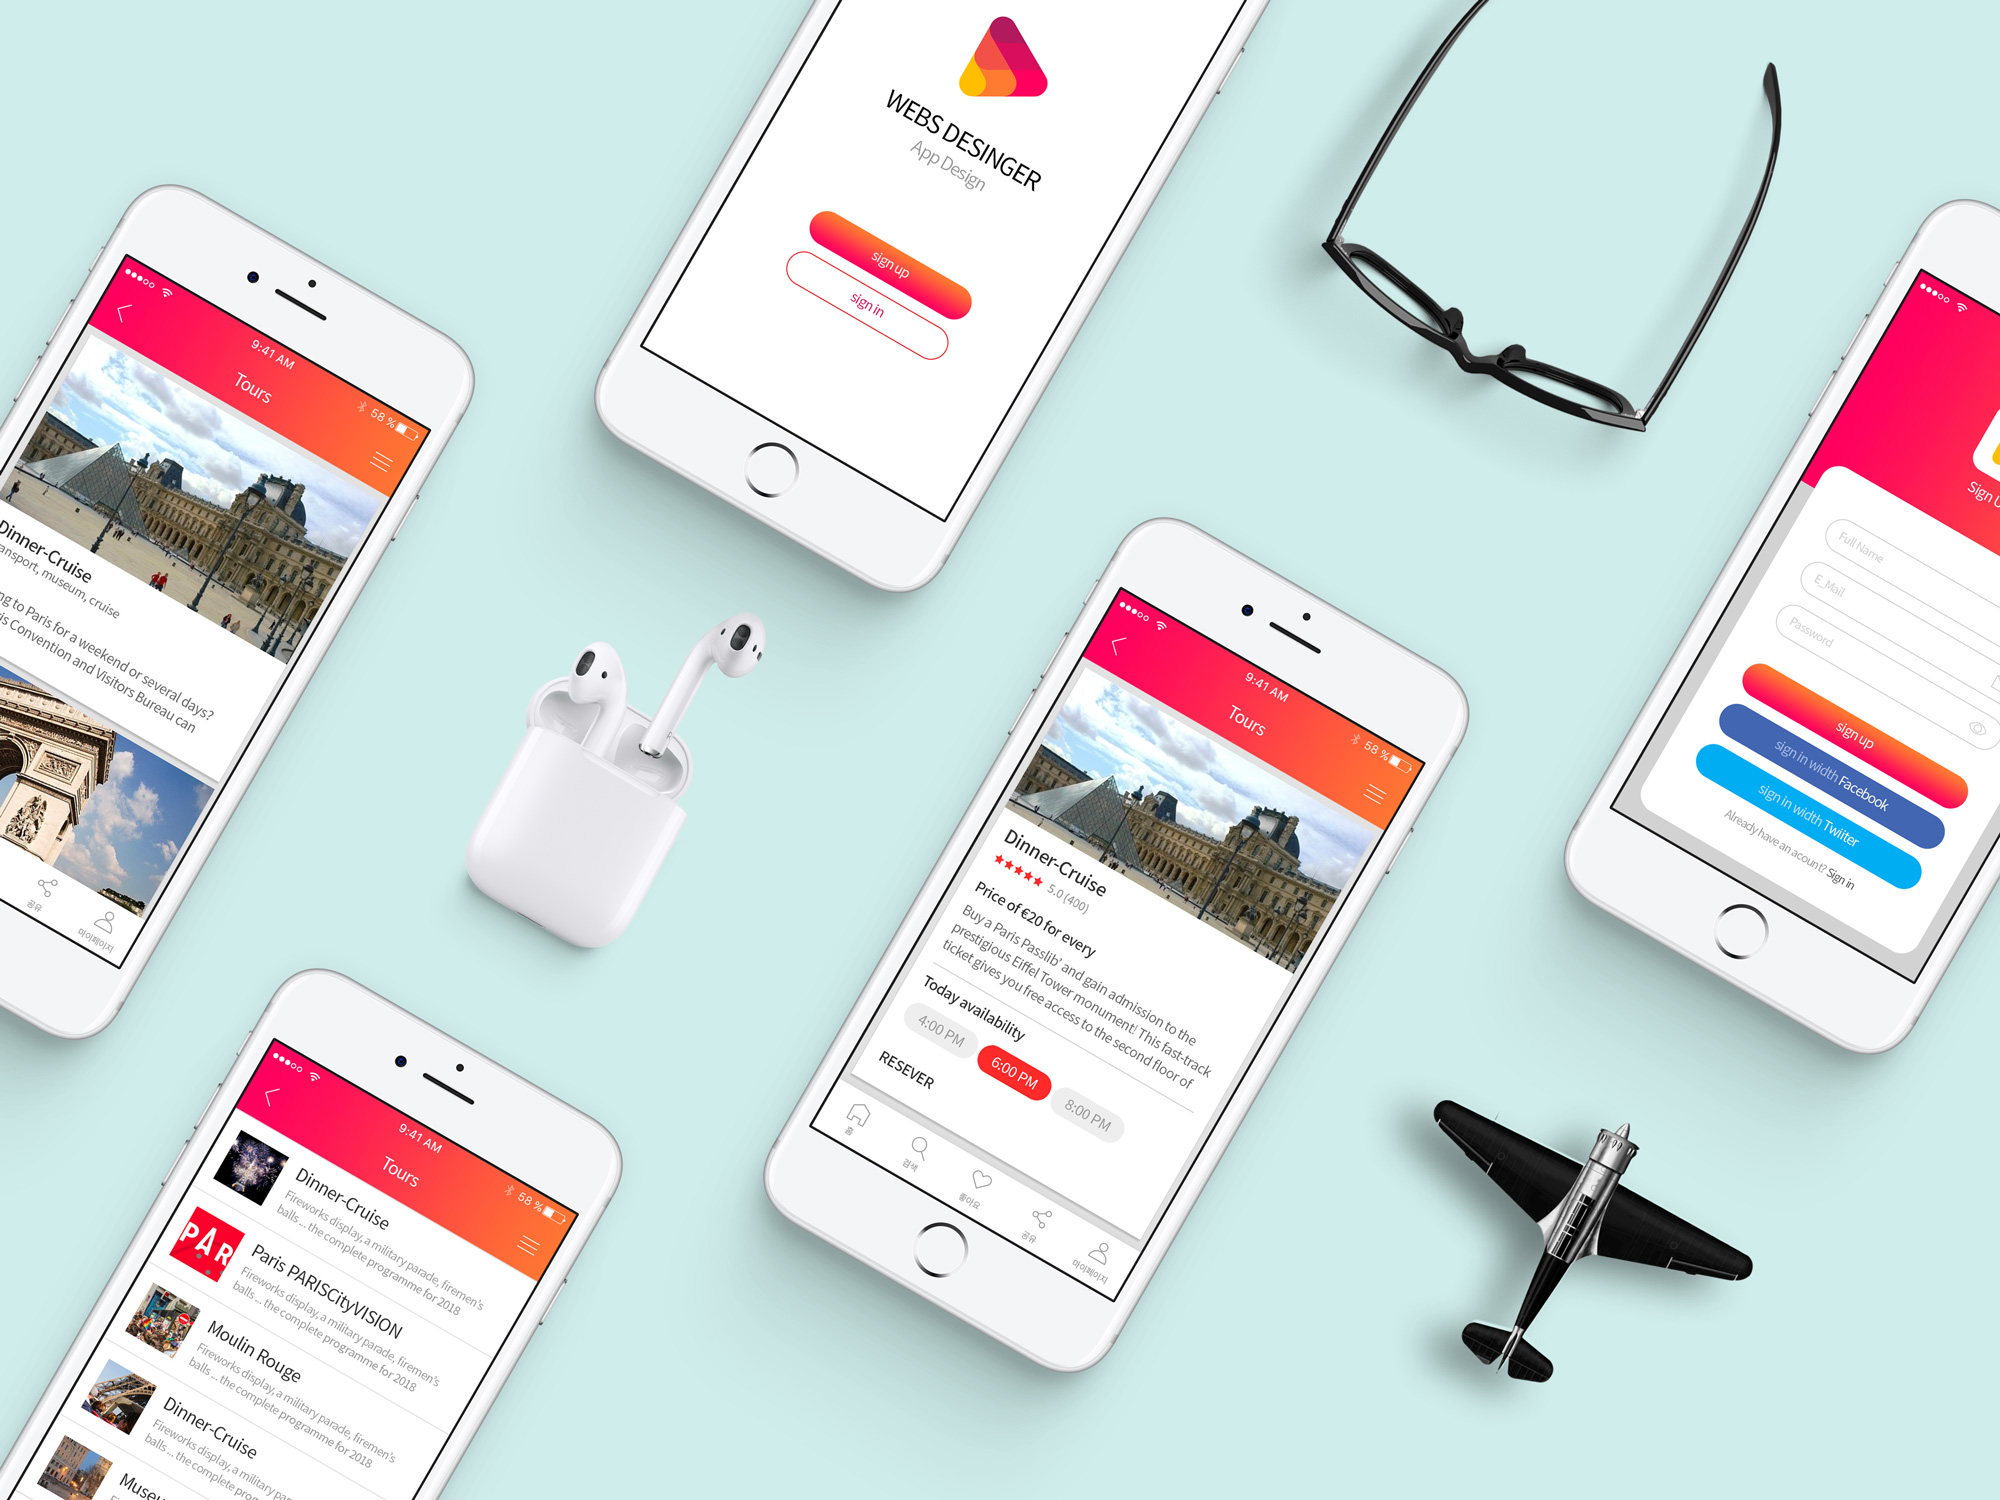 WEBS DESINGER
App Design
sign up
sign in
9:41 AM
58 %
Tours
Dinner-Cruise
ansport, museum, cruise
ng to Paris for a weekend or several days?
is Convention and Visitors Bureau can
공유
마이페이지
9:41 AM
58 %
Tours
Dinner-Cruise
5.0 (400)
Price of €20 for every
Buy a Paris Passlib' and gain admission to the
prestigious Eiffel Tower monument! This fast-track
ticket gives you free access to the second floor of
Today availability
4:00 PM
6:00 PM
8:00 PM
RESEVER
홈
검색
좋아요
공유
마이페이지
Sign U
Full Name
E_Mail
Password
sign up
sign in width Facebook
sign in width Twiiter
Already have an acount? Sign in
9:41 AM
58 %
Tours
Dinner-Cruise
Fireworks display, a military parade, firemen's
balls ... the complete programme for 2018
PAR
Paris PARISCityVISION
Fireworks display, a military parade, firemen's
balls ... the complete programme for 2018
Moulin Rouge
Fireworks display, a military parade, firemen's
balls ... the complete programme for 2018
Dinner-Cruise
Fireworks display, a military parade, firemen's
balls ... the complete programme for 2018
Museu